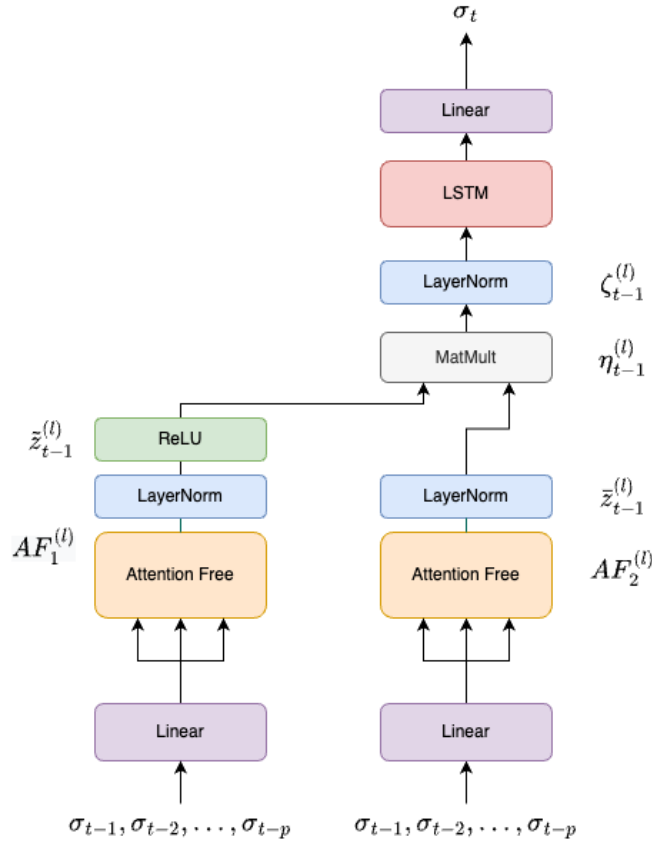 σ_t
Linear
LSTM
LayerNorm ζ_{t-1}^{(l)}
MatMult η_{t-1}^{(l)}
z̃_{t-1}^{(l)} ReLU
LayerNorm LayerNorm z̄_{t-1}^{(l)}
AF_1^{(l)} Attention Free Attention Free AF_2^{(l)}
Linear Linear
σ_{t-1}, σ_{t-2}, . . . , σ_{t-p} σ_{t-1}, σ_{t-2}, . . . , σ_{t-p}